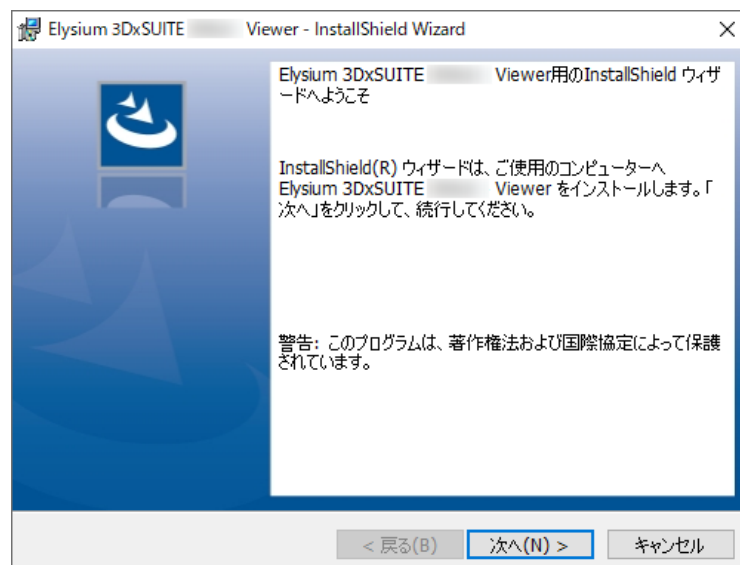 Elysium 3DxSUITE Viewer - InstallShield Wizard
Elysium 3DxSUITE Viewer用のInstallShield ウィザ
ードへようこそ
InstallShield(R) ウィザードは、ご使用のコンピューターへ
Elysium 3DxSUITE Viewer をインストールします。「
次へ」をクリックして、続行してください。
警告: このプログラムは、著作権法および国際協定によって保護
されています。
< 戻る(B)
次へ(N) >
キャンセル